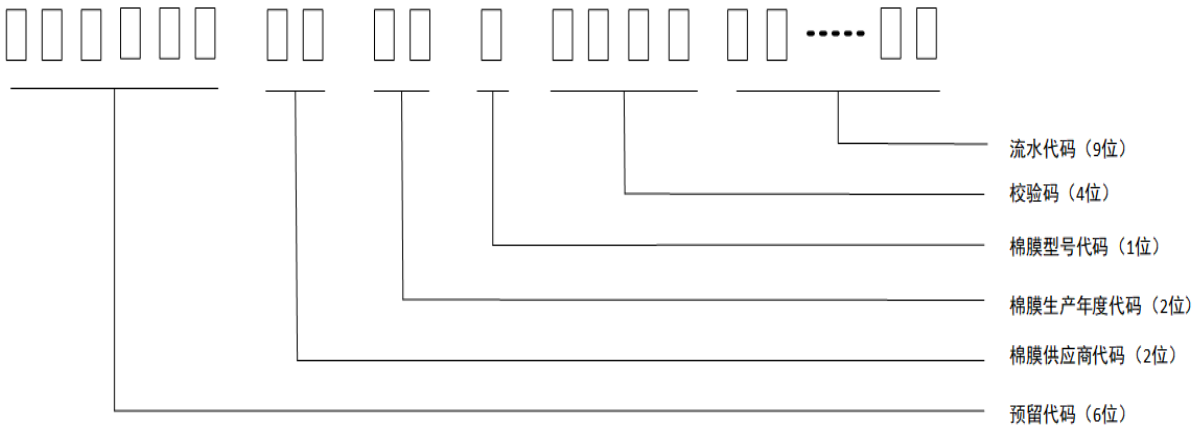 流水代码（9位）
校验码（4位）
棉膜型号代码（1位）
棉膜生产年度代码（2位）
棉膜供应商代码（2位）
预留代码（6位）